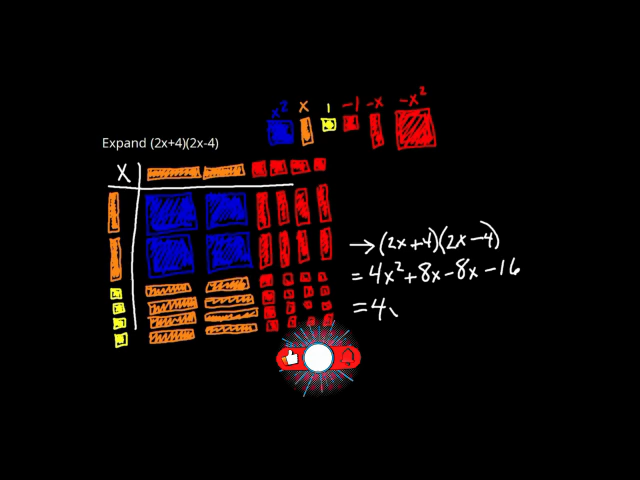 x² x 1 -1 -x -x²
Expand (2x+4)(2x-4)
X
→(2x+4)(2x-4)
= 4x²+8x-8x-16
= 4